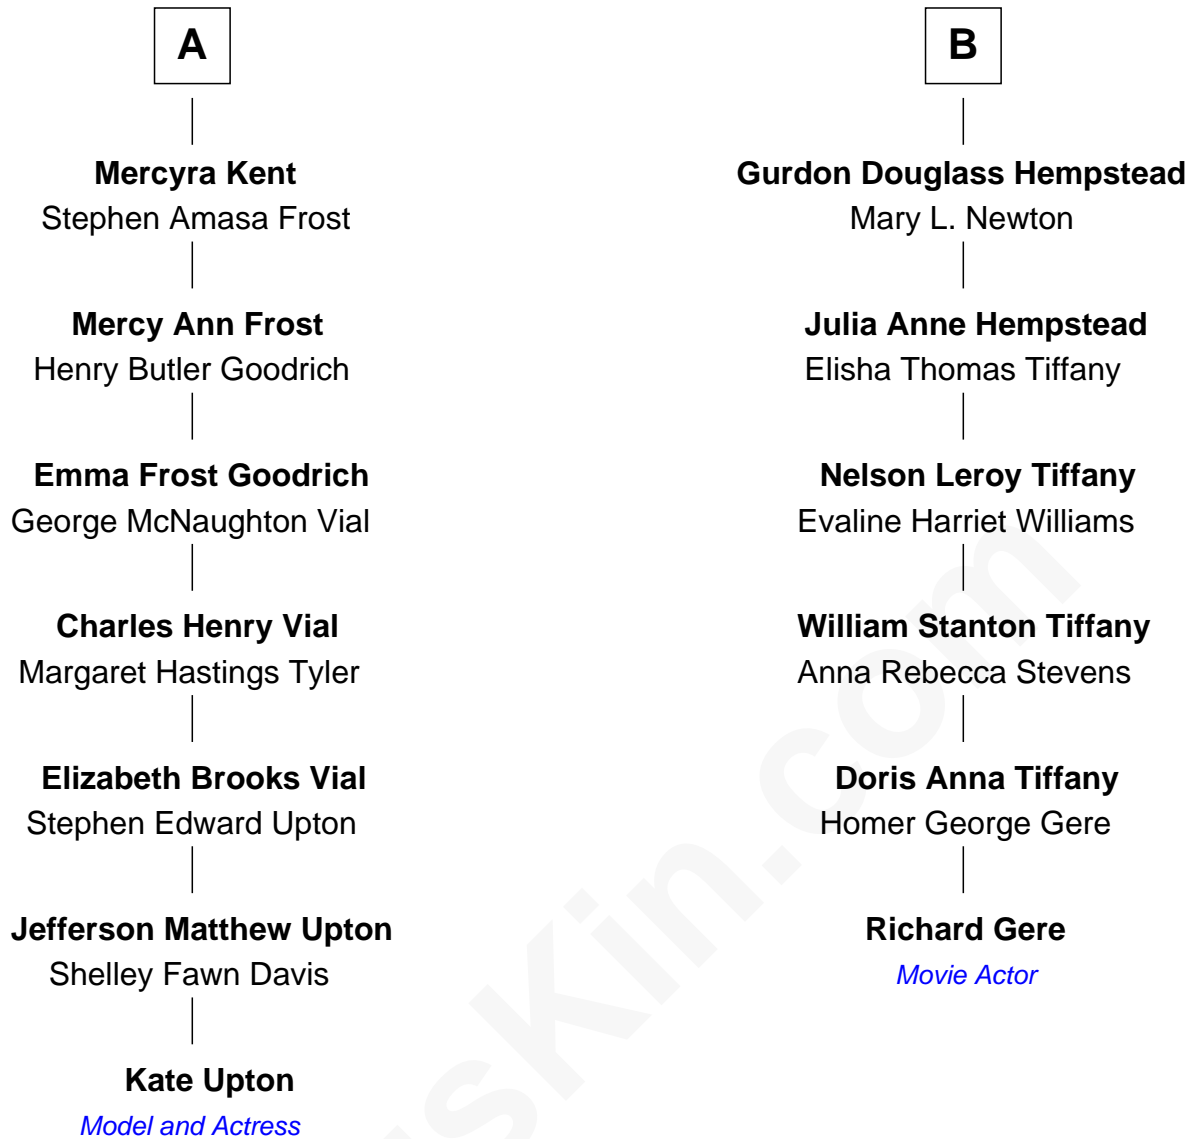 A
Mercyra Kent
Stephen Amasa Frost
Mercy Ann Frost
Henry Butler Goodrich
Emma Frost Goodrich
George McNaughton Vial
Charles Henry Vial
Margaret Hastings Tyler
Elizabeth Brooks Vial
Stephen Edward Upton
Jefferson Matthew Upton
Shelley Fawn Davis
Kate Upton
Model and Actress
B
Gurdon Douglass Hempstead
Mary L. Newton
Julia Anne Hempstead
Elisha Thomas Tiffany
Nelson Leroy Tiffany
Evaline Harriet Williams
William Stanton Tiffany
Anna Rebecca Stevens
Doris Anna Tiffany
Homer George Gere
Richard Gere
Movie Actor
sKin.com